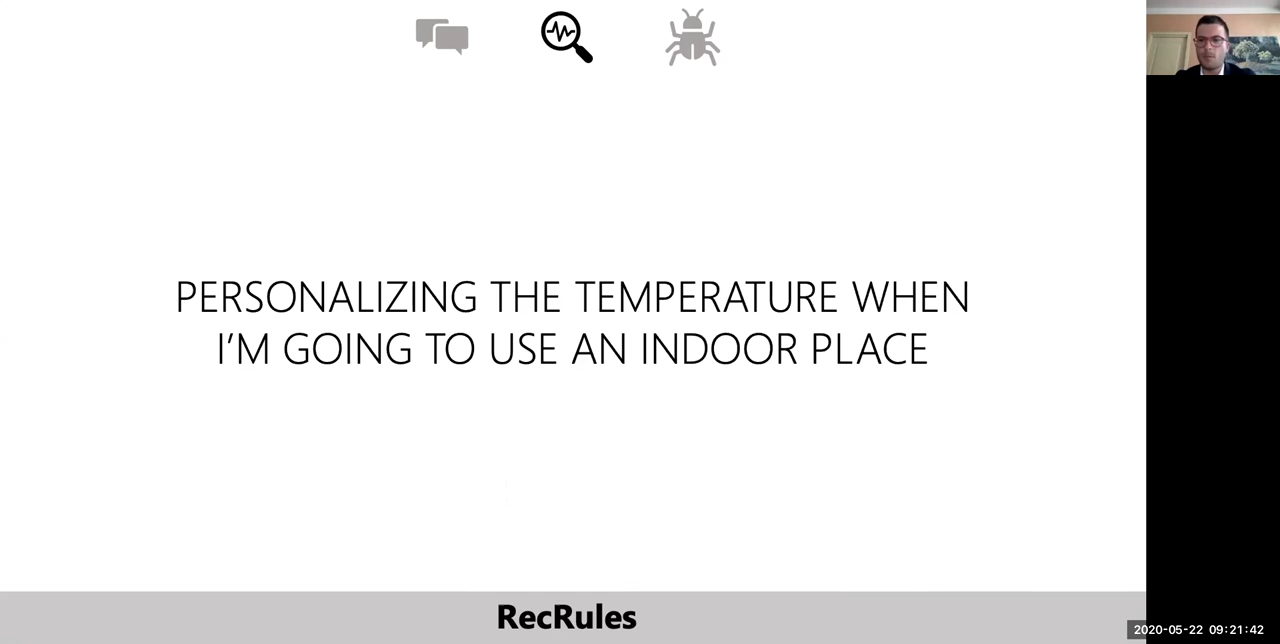 PERSONALIZING THE TEMPERATURE WHEN
I'M GOING TO USE AN INDOOR PLACE
RecRules
2020-05-22 09:21:42